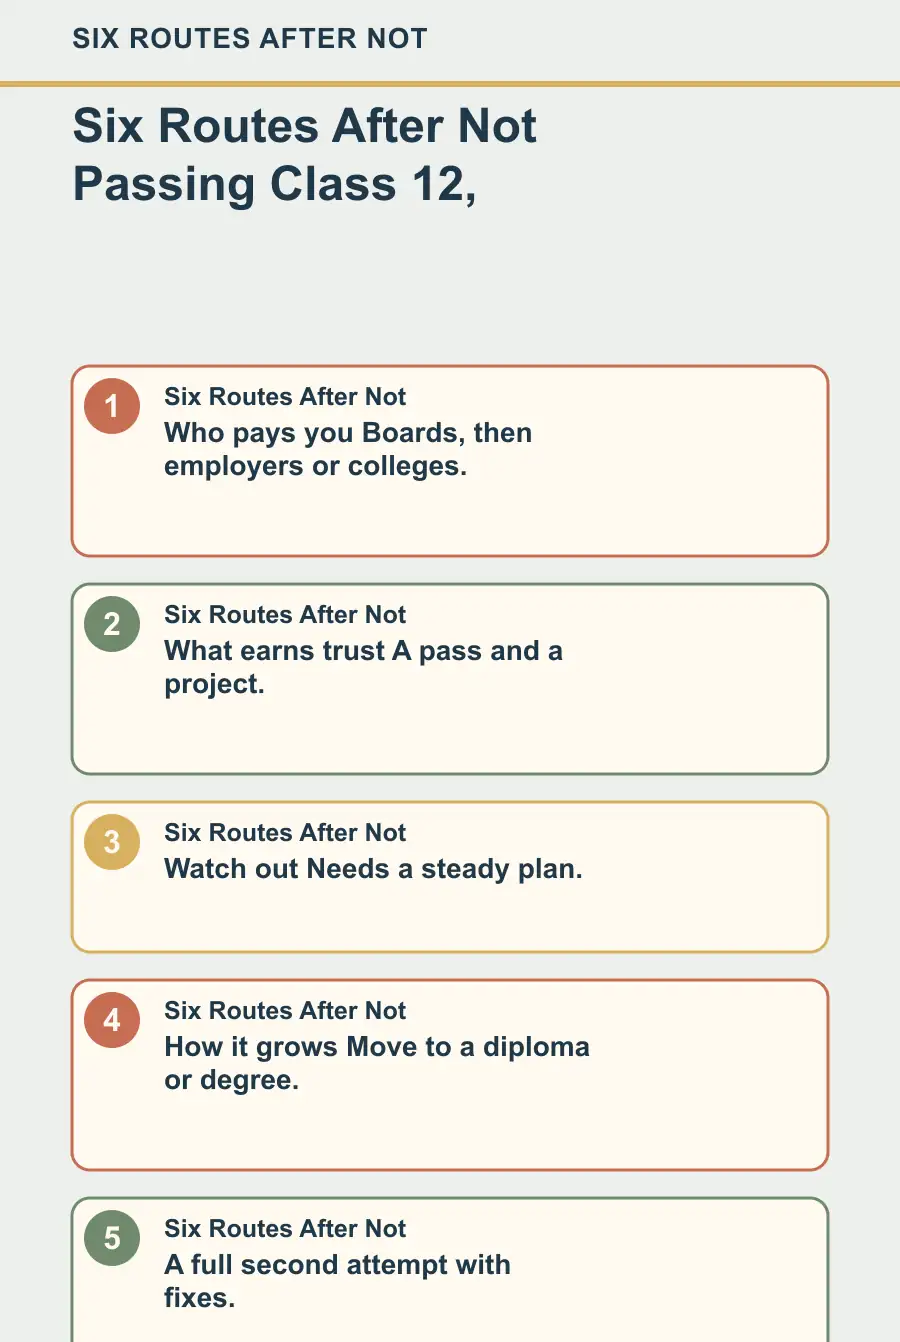 SIX ROUTES AFTER NOT
Six Routes After Not
Passing Class 12,
1
Six Routes After Not
Who pays you Boards, then
employers or colleges.
2
Six Routes After Not
What earns trust A pass and a
project.
3
Six Routes After Not
Watch out Needs a steady plan.
4
Six Routes After Not
How it grows Move to a diploma
or degree.
5
Six Routes After Not
A full second attempt with
fixes.